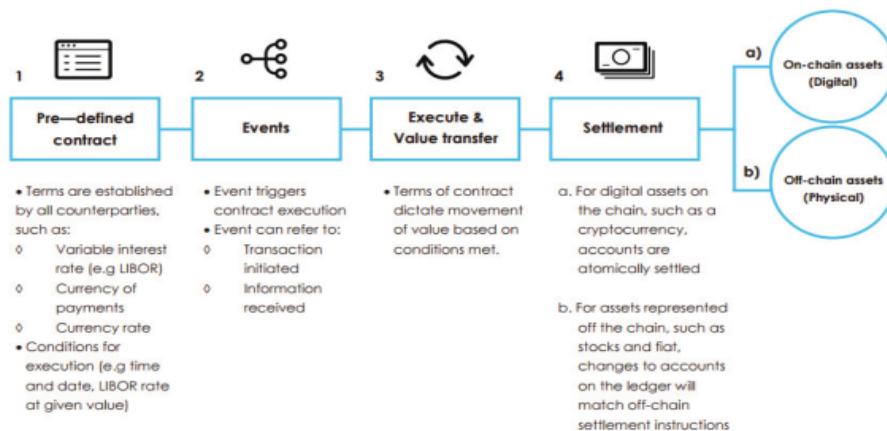 1
Pre—defined
contract
• Terms are established
by all counterparties,
such as:
◊ Variable interest
rate (e.g LIBOR)
◊ Currency of
payments
◊ Currency rate
• Conditions for
execution (e.g time
and date, LIBOR rate
at given value)
2
Events
• Event triggers
contract execution
• Event can refer to:
◊ Transaction
initiated
◊ Information
received
3
Execute &
Value transfer
• Terms of contract
dictate movement
of value based on
conditions met.
4
Settlement
a. For digital assets on
the chain, such as a
cryptocurrency,
accounts are
atomically settled
b. For assets represented
off the chain, such as
stocks and fiat,
changes to accounts
on the ledger will
match off-chain
settlement instructions
a)
On-chain assets
(Digital)
b)
Off-chain assets
(Physical)